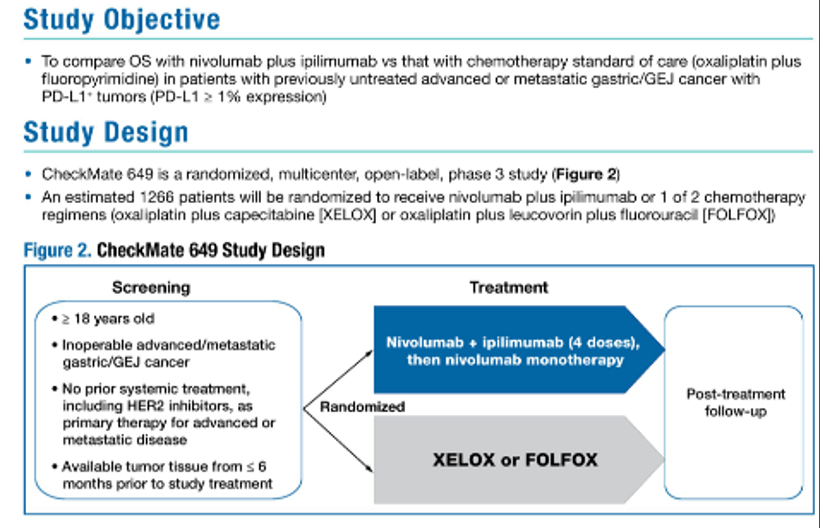 Study Objective
• To compare OS with nivolumab plus ipilimumab vs that with chemotherapy standard of care (oxaliplatin plus
fluoropyrimidine) in patients with previously untreated advanced or metastatic gastric/GEJ cancer with
PD-L1⁺ tumors (PD-L1 ≥ 1% expression)
Study Design
• CheckMate 649 is a randomized, multicenter, open-label, phase 3 study (Figure 2)
• An estimated 1266 patients will be randomized to receive nivolumab plus ipilimumab or 1 of 2 chemotherapy
regimens (oxaliplatin plus capecitabine [XELOX] or oxaliplatin plus leucovorin plus fluorouracil [FOLFOX])
Figure 2. CheckMate 649 Study Design
Screening
• ≥ 18 years old
• Inoperable advanced/metastatic
gastric/GEJ cancer
• No prior systemic treatment,
including HER2 inhibitors, as
primary therapy for advanced or
metastatic disease
• Available tumor tissue from ≤ 6
months prior to study treatment
Randomized
Treatment
Nivolumab + ipilimumab (4 doses),
then nivolumab monotherapy
XELOX or FOLFOX
Post-treatment
follow-up